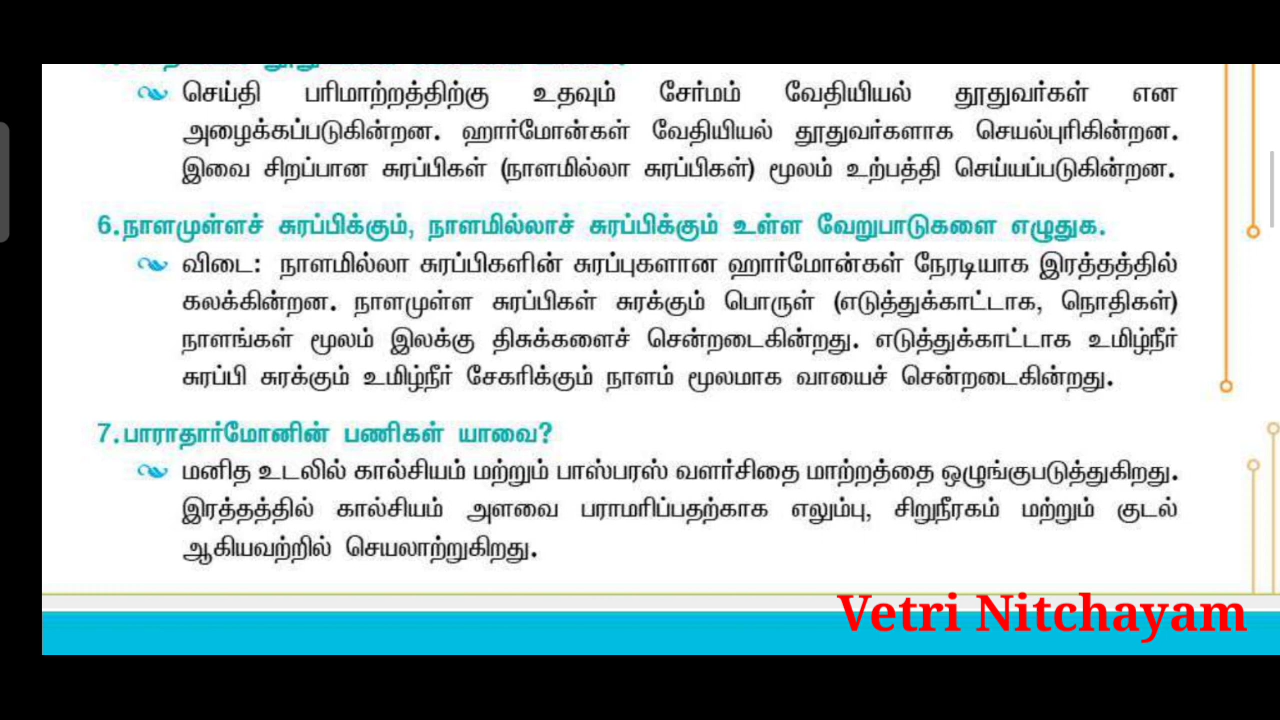 செய்தி பரிமாற்றத்திற்கு உதவும் சேர்மம் வேதியியல் தூதுவர்கள் என
அழைக்கப்படுகின்றன. ஹார்மோன்கள் வேதியியல் தூதுவர்களாக செயல்புரிகின்றன.
இவை சிறப்பான சுரப்பிகள் (நாளமில்லா சுரப்பிகள்) மூலம் உற்பத்தி செய்யப்படுகின்றன.
6.நாளமுள்ளச் சுரப்பிக்கும், நாளமில்லாச் சுரப்பிக்கும் உள்ள வேறுபாடுகளை எழுதுக.
விடை: நாளமில்லா சுரப்பிகளின் சுரப்புகளான ஹார்மோன்கள் நேரடியாக இரத்தத்தில்
கலக்கின்றன. நாளமுள்ள சுரப்பிகள் சுரக்கும் பொருள் (எடுத்துக்காட்டாக, நொதிகள்)
நாளங்கள் மூலம் இலக்கு திசுக்களைச் சென்றடைகின்றது. எடுத்துக்காட்டாக உமிழ்நீர்
சுரப்பி சுரக்கும் உமிழ்நீர் சேகரிக்கும் நாளம் மூலமாக வாயைச் சென்றடைகின்றது.
7.பாராதார்மோனின் பணிகள் யாவை?
மனித உடலில் கால்சியம் மற்றும் பாஸ்பரஸ் வளர்சிதை மாற்றத்தை ஒழுங்குபடுத்துகிறது.
இரத்தத்தில் கால்சியம் அளவை பராமரிப்பதற்காக எலும்பு, சிறுநீரகம் மற்றும் குடல்
ஆகியவற்றில் செயலாற்றுகிறது.
Vetri Nitchayam